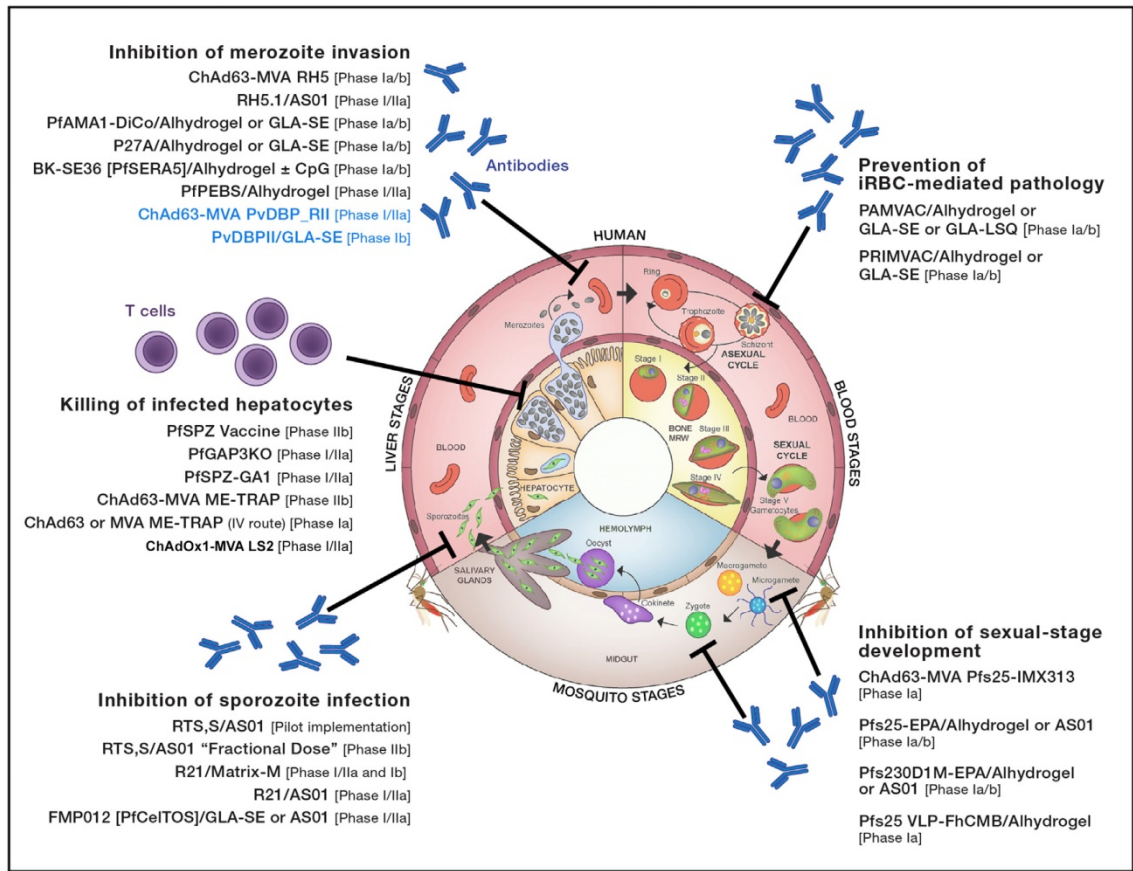 Inhibition of merozoite invasion
ChAd63-MVA RH5 [Phase Ia/b]
RH5.1/AS01 [Phase I/IIa]
PfAMA1-DiCo/Alhydrogel or GLA-SE [Phase Ia/b]
P27A/Alhydrogel or GLA-SE [Phase Ia/b]
BK-SE36 [PfSERA5]/Alhydrogel ± CpG [Phase Ia/b]
PfPEBS/Alhydrogel [Phase I/IIa]
ChAd63-MVA PvDBP_RII [Phase I/IIa]
PvDBPII/GLA-SE [Phase Ib]
Antibodies
Prevention of
iRBC-mediated pathology
PAMVAC/Alhydrogel or
GLA-SE or GLA-LSQ [Phase Ia/b]
PRIMVAC/Alhydrogel or
GLA-SE [Phase Ia/b]
T cells
Killing of infected hepatocytes
PfSPZ Vaccine [Phase IIb]
PfGAP3KO [Phase I/IIa]
PfSPZ-GA1 [Phase I/IIa]
ChAd63-MVA ME-TRAP [Phase IIb]
ChAd63 or MVA ME-TRAP (IV route) [Phase Ia]
ChAdOx1-MVA LS2 [Phase I/IIa]
HUMAN
LIVER STAGES
BLOOD STAGES
MOSQUITO STAGES
Merozoites
Ring
Trophozoite
Schizont
ASEXUAL
CYCLE
Stage I
Stage II
BONE
MRW
Stage III
Stage IV
BLOOD
BLOOD
SEXUAL
CYCLE
Stage V
Gametocytes
HEPATOCYTE
Sporozoites
HEMOLYMPH
Oocyst
SALIVARY
GLANDS
Macrogamete
Microgamete
Zygote
Ookinete
MIDGUT
Inhibition of sporozoite infection
RTS,S/AS01 [Pilot implementation]
RTS,S/AS01 “Fractional Dose” [Phase IIb]
R21/Matrix-M [Phase I/IIa and Ib]
R21/AS01 [Phase I/IIa]
FMP012 [PfCelTOS]/GLA-SE or AS01 [Phase I/IIa]
Inhibition of sexual-stage
development
ChAd63-MVA Pfs25-IMX313
[Phase Ia]
Pfs25-EPA/Alhydrogel or AS01
[Phase Ia/b]
Pfs230D1M-EPA/Alhydrogel
or AS01 [Phase Ia/b]
Pfs25 VLP-FhCMB/Alhydrogel
[Phase Ia]